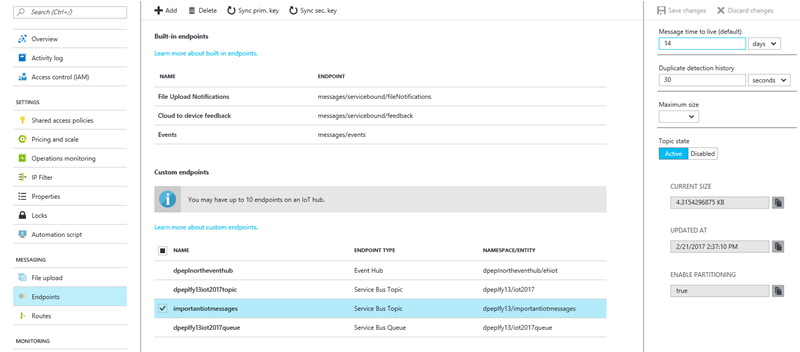 Search (Ctrl+/)
Overview
Activity log
Access control (IAM)
SETTINGS
Shared access policies
Pricing and scale
Operations monitoring
IP Filter
Properties
Locks
Automation script
MESSAGING
File upload
Endpoints
Routes
MONITORING
Add Delete Sync prim. key Sync sec. key
Built-in endpoints
Learn more about built-in endpoints.
NAME ENDPOINT
File Upload Notifications messages/servicebound/fileNotifications
Cloud to device feedback messages/servicebound/feedback
Events messages/events
Custom endpoints
You may have up to 10 endpoints on an IoT hub.
Learn more about custom endpoints.
NAME ENDPOINT TYPE NAMESPACE/ENTITY
dpeplnortheventhub Event Hub dpeplnortheventhub/ehiot
dpeplfy13iot2017topic Service Bus Topic dpeplfy13/iot2017
importantiotmessages Service Bus Topic dpeplfy13/importantiotmessages
dpeplfy13iot2017queue Service Bus Queue dpeplfy13/iot2017queue
Save changes Discard changes
Message time to live (default)
14 days
Duplicate detection history
30 seconds
Maximum size
Topic state
Active Disabled
CURRENT SIZE
4.3154296875 KB
UPDATED AT
2/21/2017 2:37:10 PM
ENABLE PARTITIONING
true